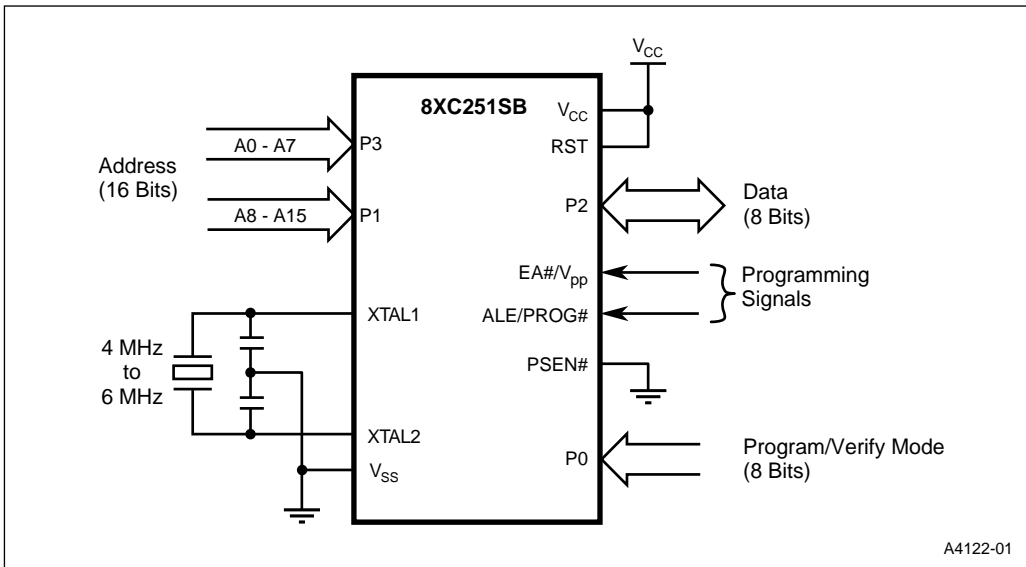 V_CC
8XC251SB
V_CC
RST
A0 - A7
P3
Address
(16 Bits)
A8 - A15
P1
P2
Data
(8 Bits)
EA#/V_pp
Programming
Signals
ALE/PROG#
XTAL1
4 MHz
to
6 MHz
PSEN#
XTAL2
V_SS
P0
Program/Verify Mode
(8 Bits)
A4122-01